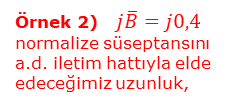 Örnek 2) jB̅ = j0,4
normalize süseptansını
a.d. iletim hattıyla elde
edeceğimiz uzunluk,